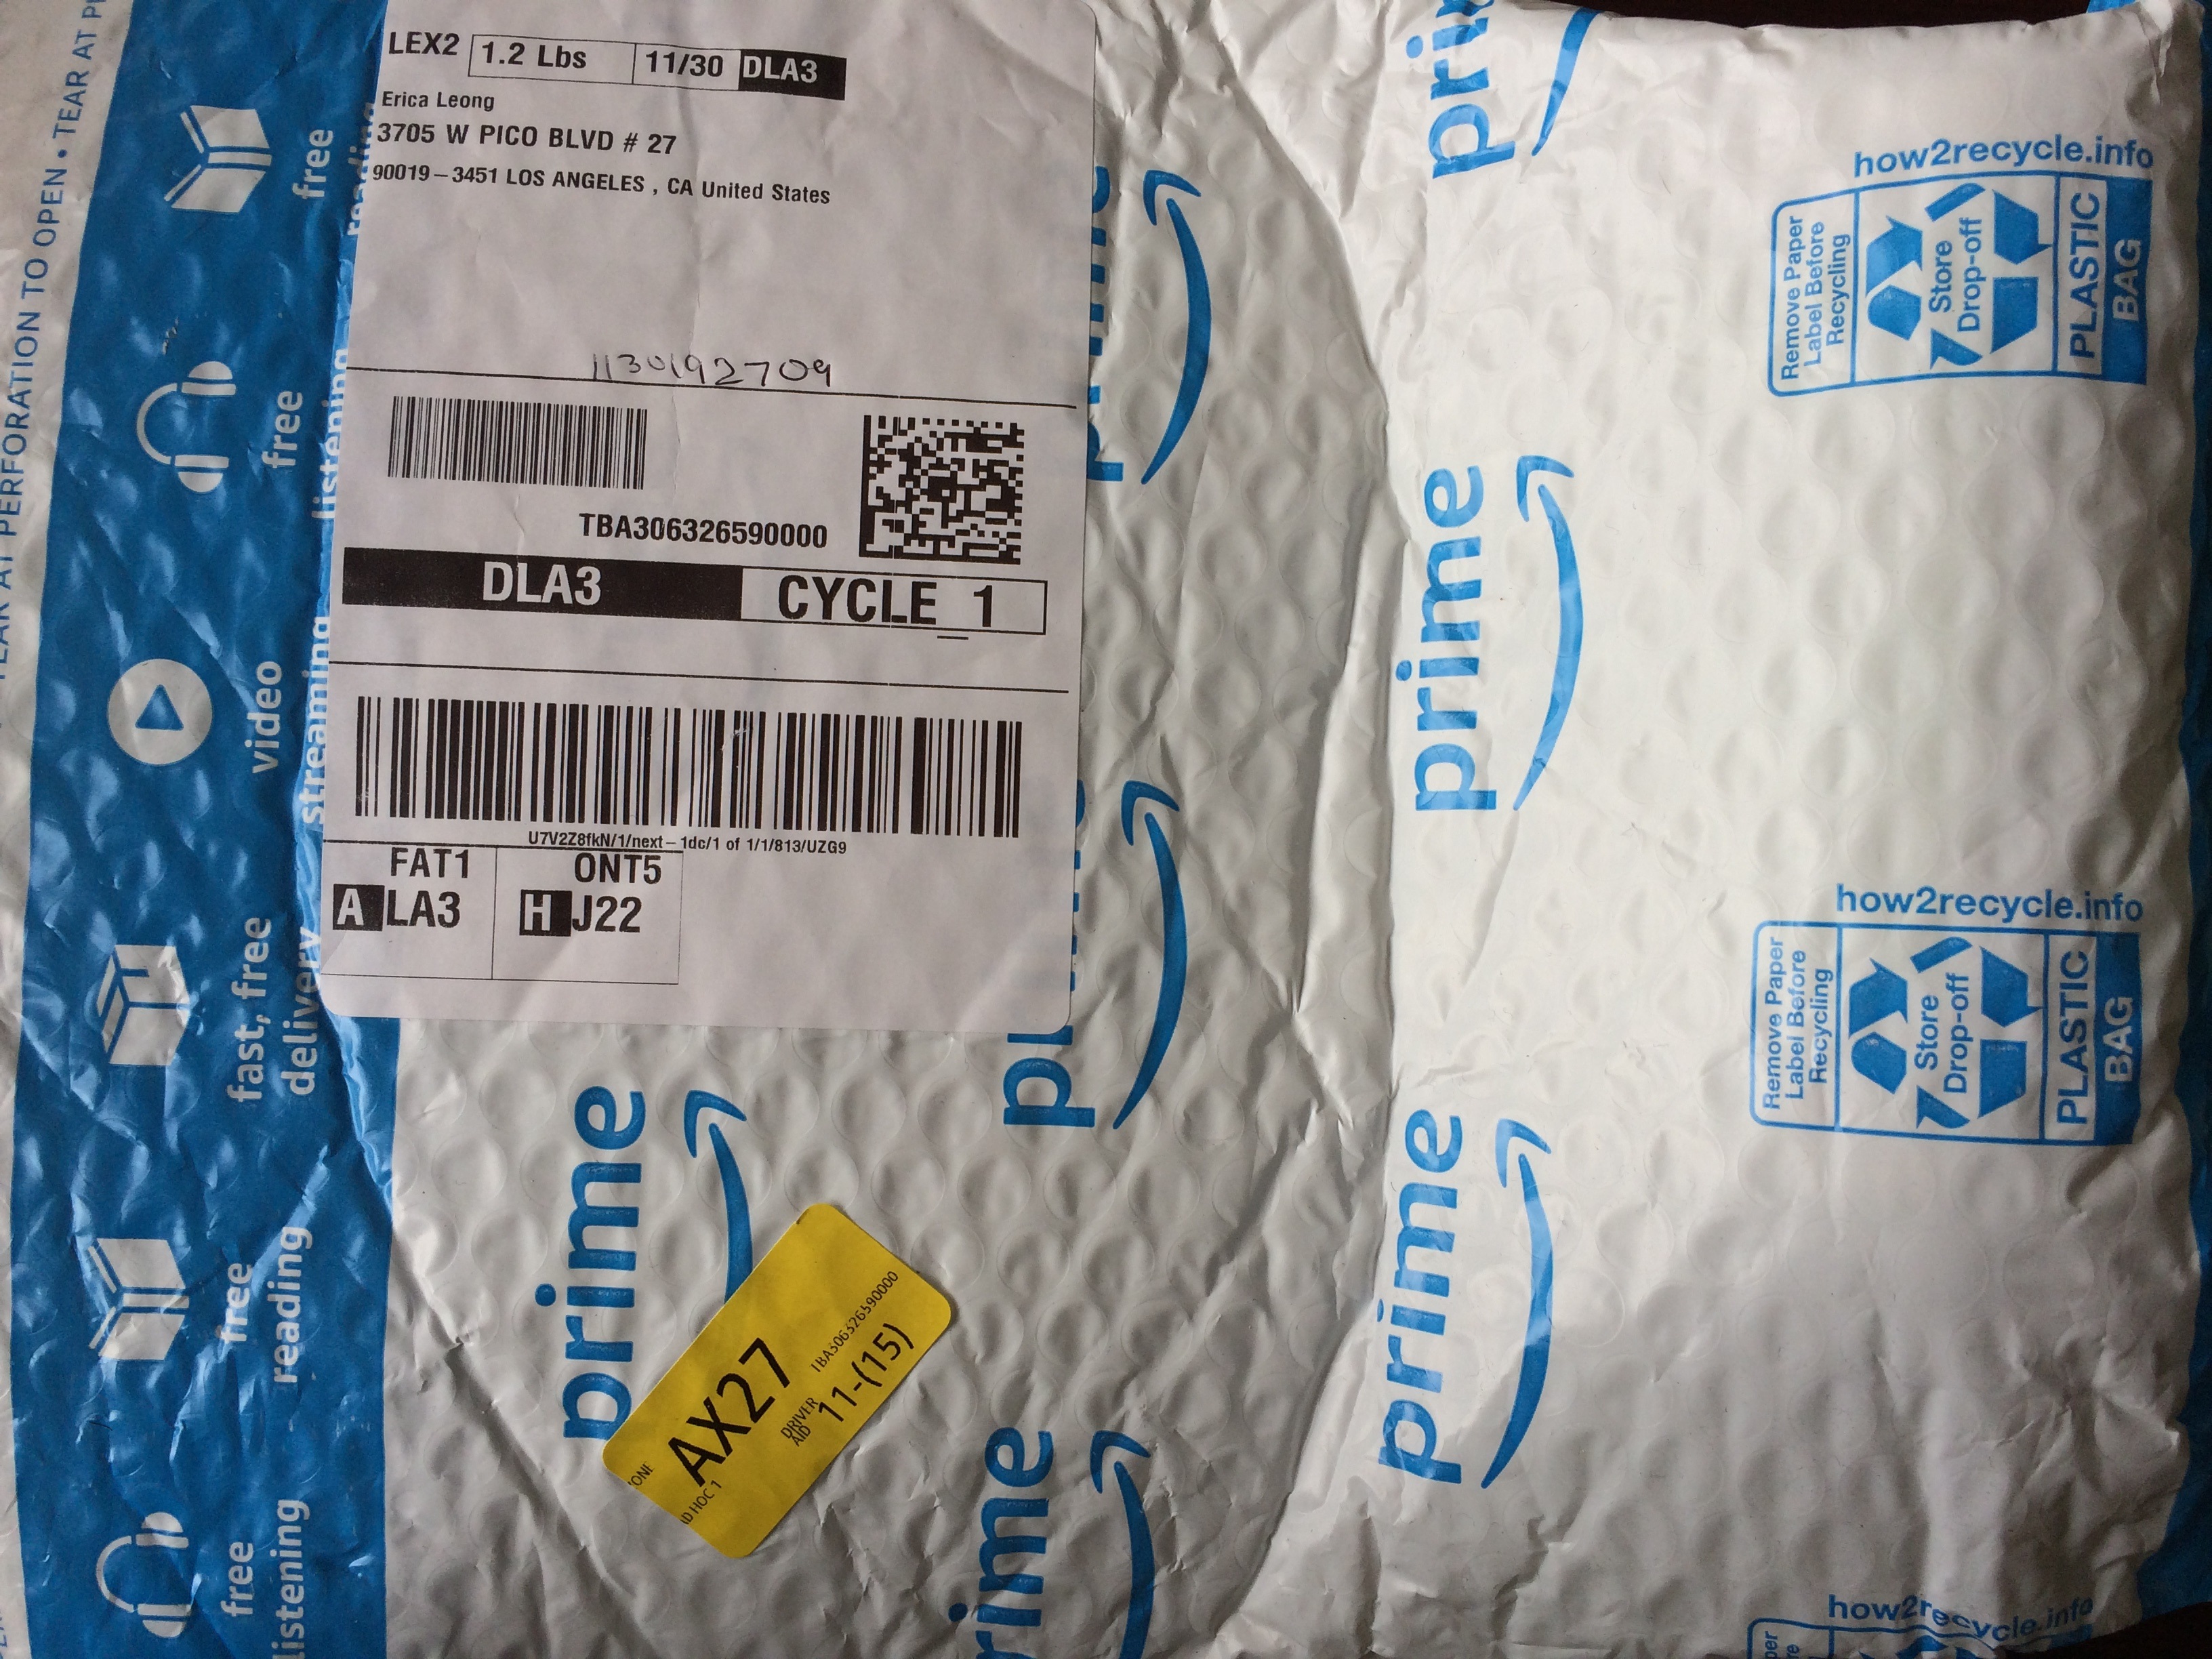 LEX2 1.2 Lbs 11/30 DLA3
Erica Leong
3705 W PICO BLVD # 27
90019-3451 LOS ANGELES , CA United States
1130192709
TBA306326590000
DLA3 CYCLE_1
U7V2Z8fkN/1/next-1dc/1 of 1/1/813/UZG9
FAT1
A LA3
ONT5
H J22
AX27
DRIVER
AID
11-(15)
TBA306326590000
TEAR AT PERFORATION TO OPEN • TEAR AT
free
reading
free
listening
video
streaming
fast, free
delivery
free
reading
free
listening
prime
prime
prime
prime
prime
how2recycle.info
Remove Paper
Label Before
Recycling
Store
Drop-off
PLASTIC
BAG
how2recycle.info
Remove Paper
Label Before
Recycling
Store
Drop-off
PLASTIC
BAG
how2recycle.info